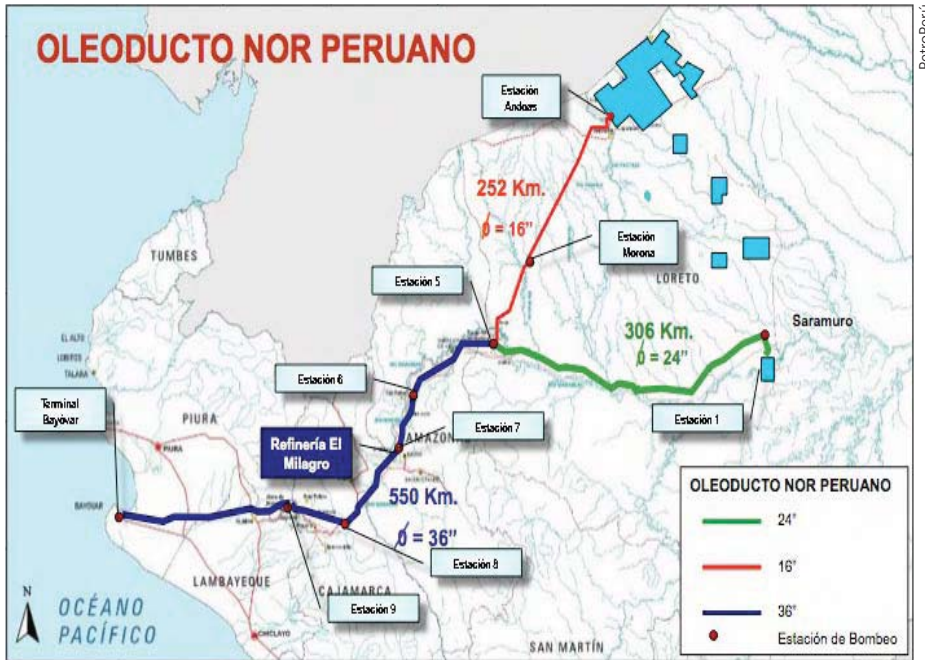 PetroPerú
OLEODUCTO NOR PERUANO
Estación
Andoas
252 Km.
Ø = 16"
Estación
Morona
TUMBES
LORETO
Estación 5
Saramuro
306 Km.
Ø = 24"
EL ALTO
LOBITOS
TALARA
Estación 6
Terminal
Bayóvar
PIURA
Estación 1
Refinería El
Milagro
Estación 7
AMAZONAS
PIURA
550 Km.
Ø = 36"
BAYOVAR
Estación 8
LAMBAYEQUE
CAJAMARCA
Estación 9
N
OCÉANO
PACÍFICO
CHICLAYO
SAN MARTÍN
OLEODUCTO NOR PERUANO
24"
16"
36"
Estación de Bombeo